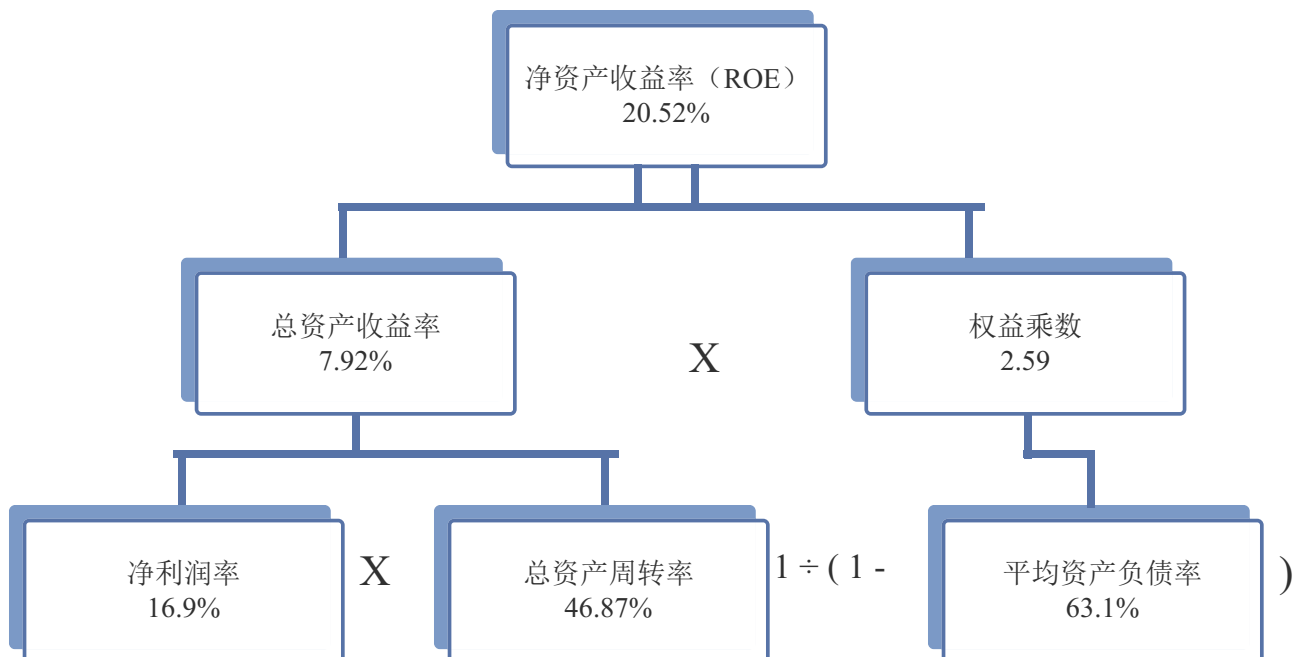 净资产收益率（ROE）
20.52%
总资产收益率
7.92%
X
权益乘数
2.59
净利润率
16.9%
X
总资产周转率
46.87%
1 ÷ ( 1 -
平均资产负债率
63.1%
)